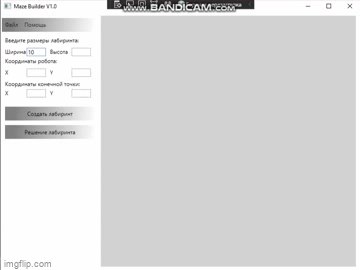 Maze Builder V1.0
www.BANDICAM.com
Файл Помощь
Введите размеры лабиринта:
Ширина 10 Высота
Координаты робота:
X Y
Координаты конечной точки:
X Y
Создать лабиринт
Решение лабиринта
imgflip.com